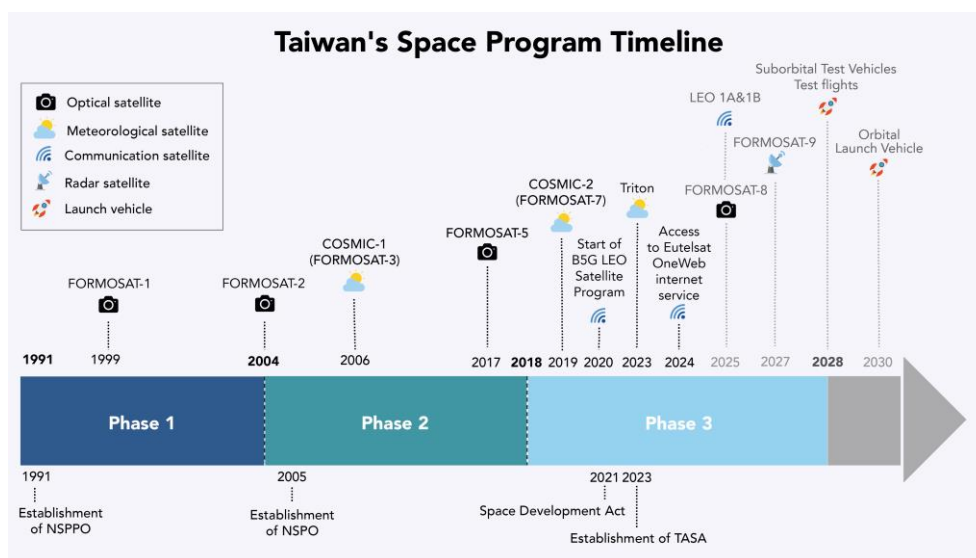 Taiwan's Space Program Timeline
Optical satellite
Meteorological satellite
Communication satellite
Radar satellite
Launch vehicle
FORMOSAT-1
FORMOSAT-2
COSMIC-1
(FORMOSAT-3)
FORMOSAT-5
COSMIC-2
(FORMOSAT-7)
Start of
B5G LEO
Satellite
Program
Triton
Access
to Eutelsat
OneWeb
internet
service
LEO 1A&1B
FORMOSAT-8
FORMOSAT-9
Suborbital Test Vehicles
Test flights
Orbital
Launch Vehicle
1991 1999 2004 2006 2017 2018 2019 2020 2023 2024 2025 2027 2028 2030
Phase 1 Phase 2 Phase 3
1991 2005 2021 2023
Establishment
of NSPPO
Establishment
of NSPO
Space Development Act
Establishment of TASA